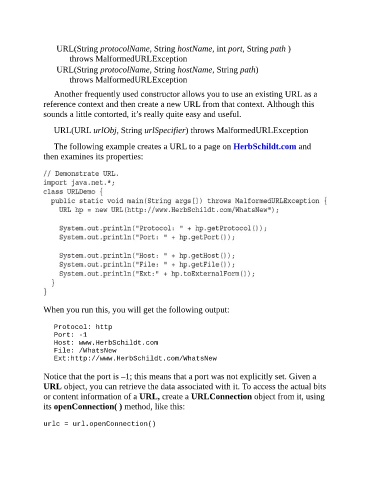 URL(String protocolName, String hostName, int port, String path )
throws MalformedURLException
URL(String protocolName, String hostName, String path)
throws MalformedURLException
Another frequently used constructor allows you to use an existing URL as a
reference context and then create a new URL from that context. Although this
sounds a little contorted, it’s really quite easy and useful.
URL(URL urlObj, String urlSpecifier) throws MalformedURLException
The following example creates a URL to a page on HerbSchildt.com and
then examines its properties:
// Demonstrate URL.
import java.net.*;
class URLDemo {
public static void main(String args[]) throws MalformedURLException {
URL hp = new URL(http://www.HerbSchildt.com/WhatsNew");
System.out.println("Protocol: " + hp.getProtocol());
System.out.println("Port: " + hp.getPort());
System.out.println("Host: " + hp.getHost());
System.out.println("File: " + hp.getFile());
System.out.println("Ext:" + hp.toExternalForm());
}
}
When you run this, you will get the following output:
Protocol: http
Port: -1
Host: www.HerbSchildt.com
File: /WhatsNew
Ext:http://www.HerbSchildt.com/WhatsNew
Notice that the port is –1; this means that a port was not explicitly set. Given a
URL object, you can retrieve the data associated with it. To access the actual bits
or content information of a URL, create a URLConnection object from it, using
its openConnection( ) method, like this:
urlc = url.openConnection()